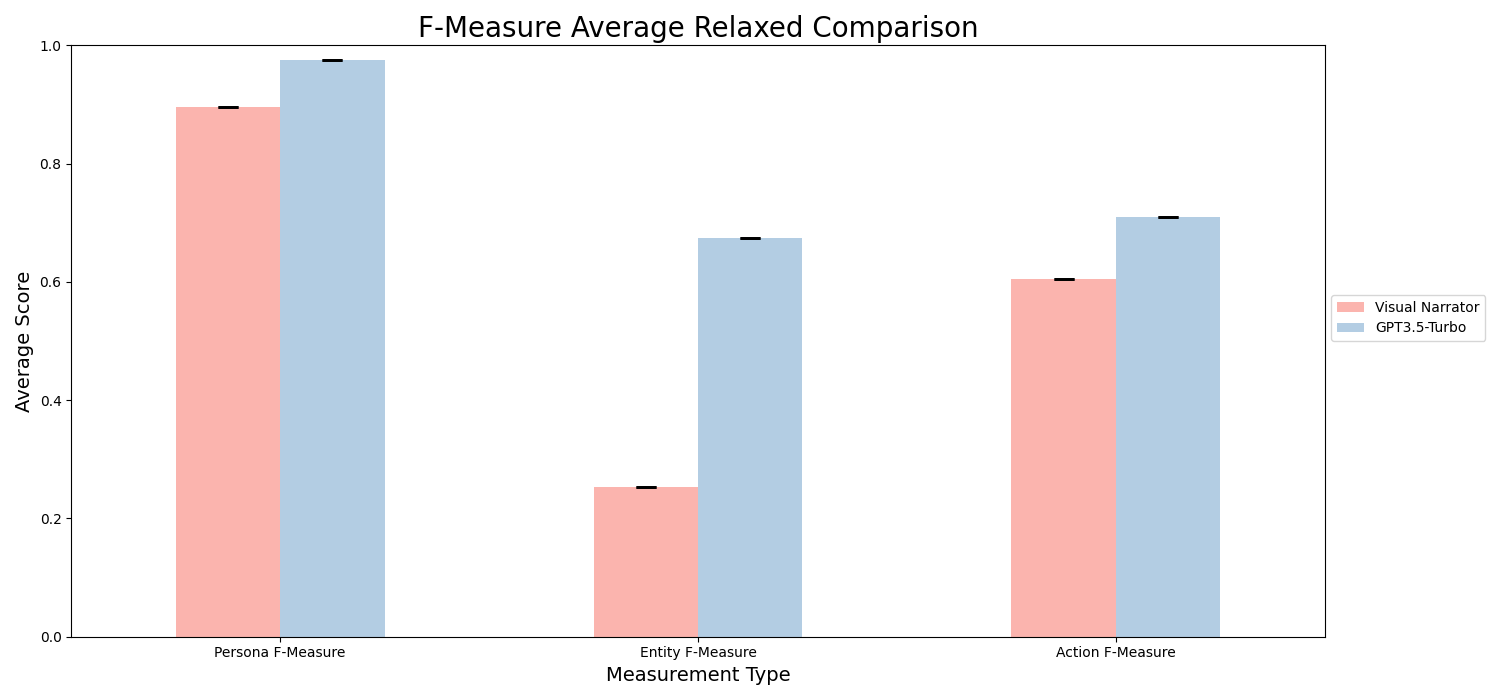 F-Measure Average Relaxed Comparison
Average Score
1.0
0.8
0.6
0.4
0.2
0.0
Persona F-Measure
Entity F-Measure
Action F-Measure
Measurement Type
Visual Narrator
GPT3.5-Turbo